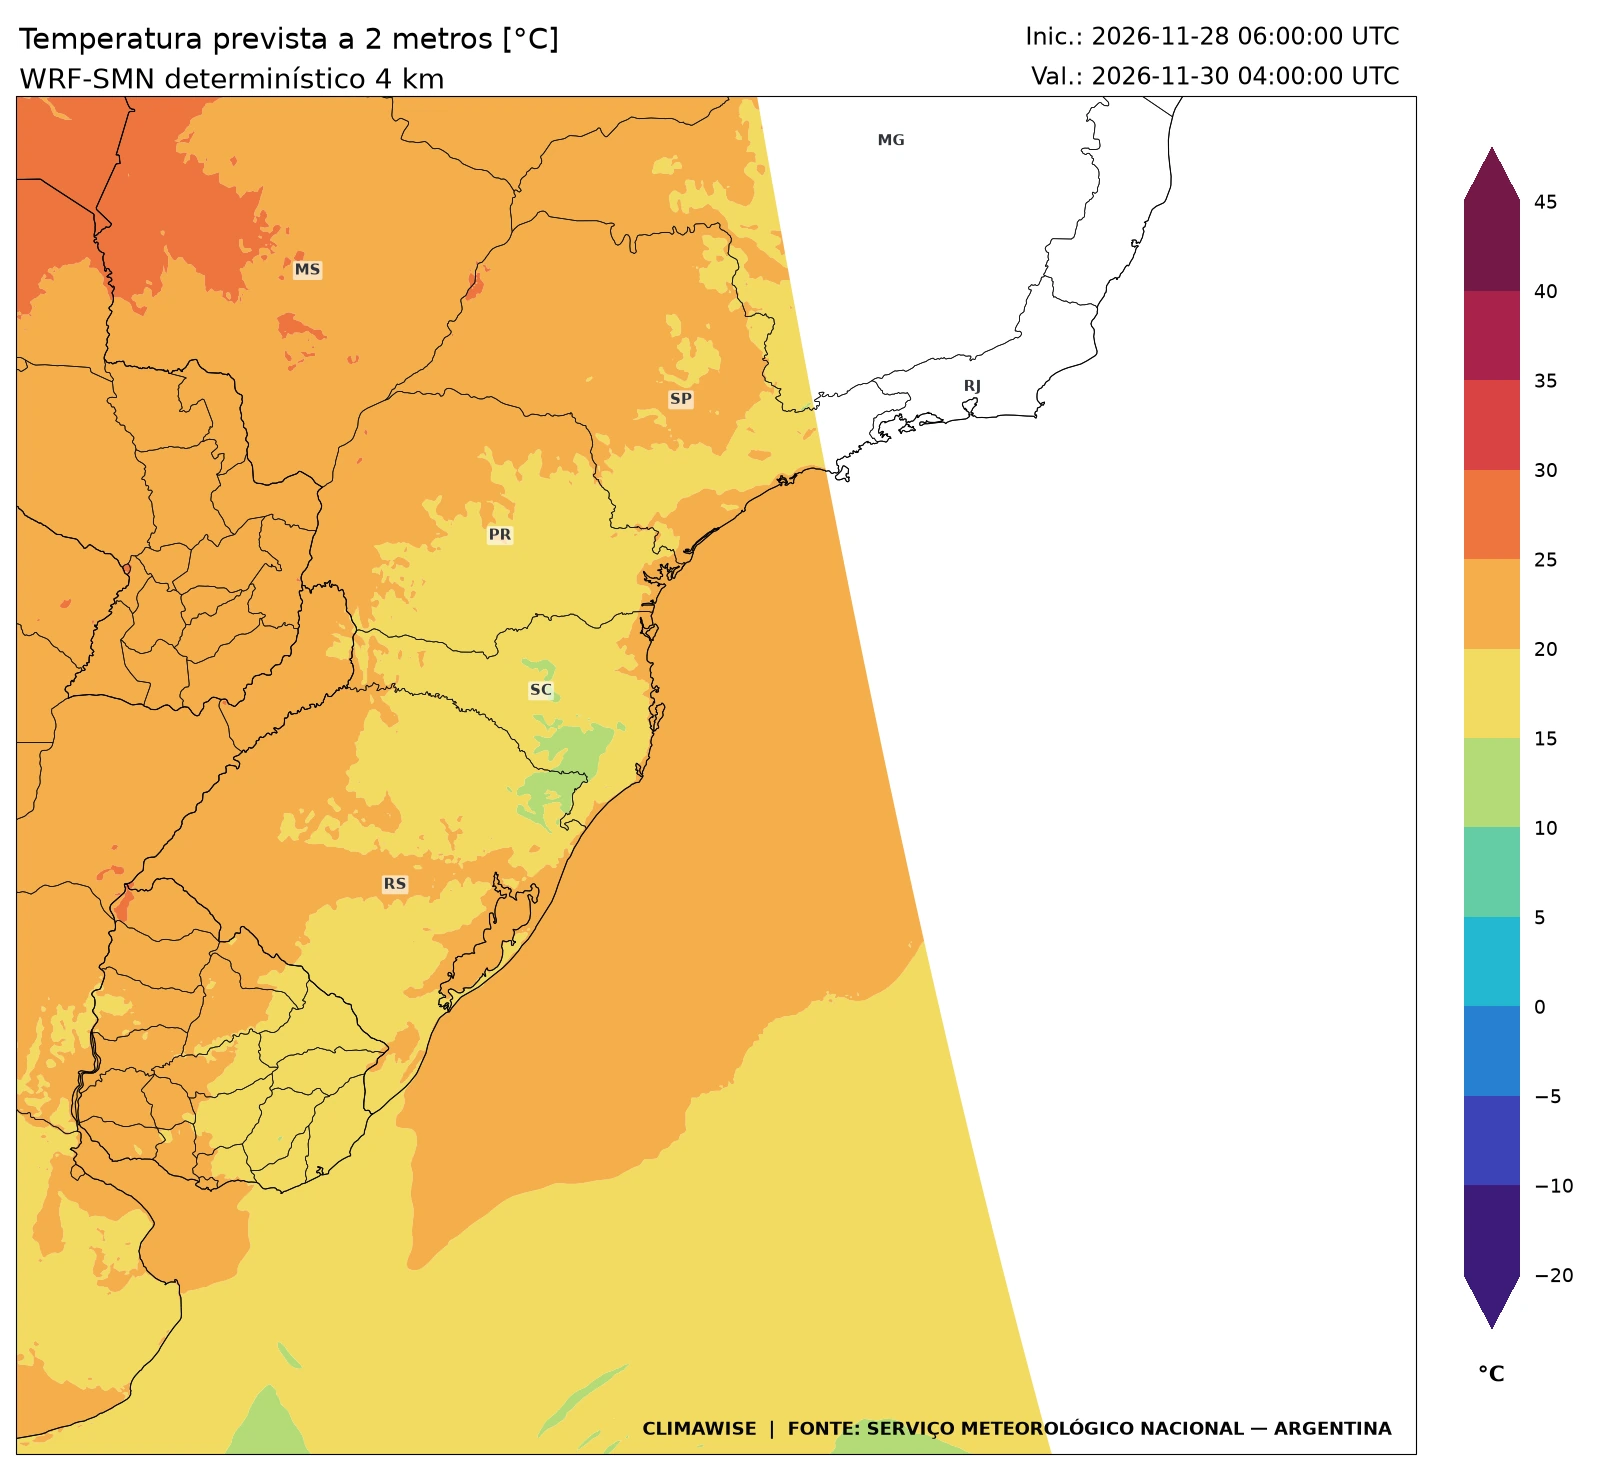 Temperatura prevista a 2 metros [°C]
WRF-SMN determinístico 4 km
Inic.: 2026-11-28 06:00:00 UTC
Val.: 2026-11-30 04:00:00 UTC
MG
MS
RJ
SP
PR
SC
RS
45
40
35
30
25
20
15
10
5
0
−5
−10
−20
°C
CLIMAWISE | FONTE: SERVIÇO METEOROLÓGICO NACIONAL — ARGENTINA